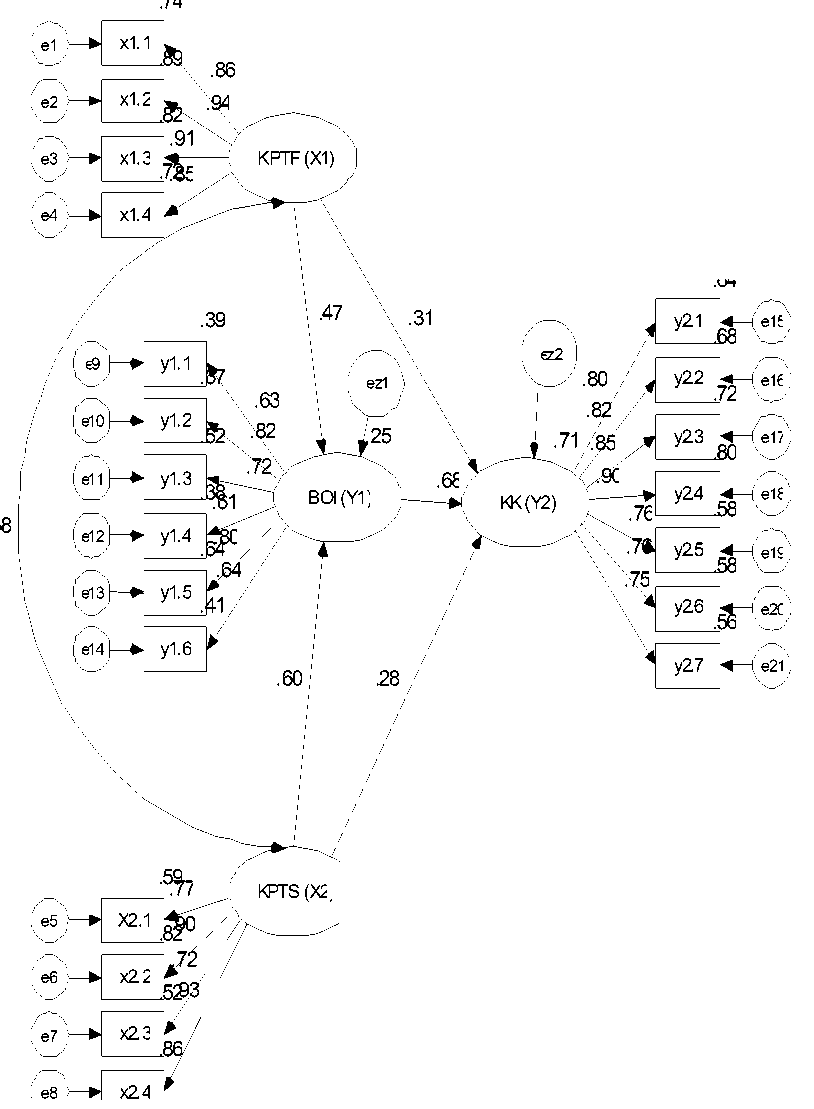 .74
e1 x1.1
.89
.86
e2 x1.2
.94
.82
.91
e3 x1.3
KPTF (X1)
.72
.85
e4 x1.4
.47
.31
.39
e9 y1.1
.67
.63
ez1
ez2
e10 y1.2
.82
.52
.25
e11 y1.3
.72
.38
.61
BOI (Y1)
.68
e12 y1.4
.80
.64
e13 y1.5
.64
.41
e14 y1.6
.71
KK (Y2)
.80
.82
.85
.90
.76
.76
.75
y2.1 e15
.68
y2.2 e16
.72
y2.3 e17
.80
y2.4 e18
.58
y2.5 e19
.58
y2.6 e20
.56
y2.7 e21
.60
.28
KPTS (X2
.59
.77
e5 X2.1
.90
.82
e6 x2.2
.72
.52
.93
e7 x2.3
.86
e8 x2.4